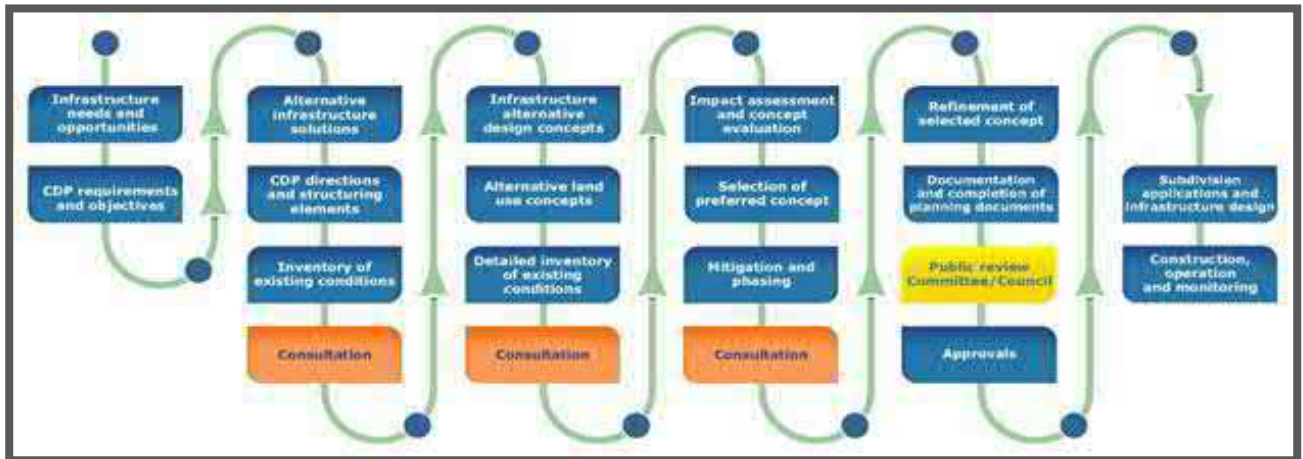 Infrastructure
needs and
opportunities
CDP requirements
and objectives
Alternative
infrastructure
solutions
CDP directions
and structuring
elements
Inventory of
existing conditions
Consultation
Infrastructure
alternative
design concepts
Alternative land
use concepts
Detailed inventory
of existing
conditions
Consultation
Impact assessment
and concept
evaluation
Selection of
preferred concept
Mitigation and
phasing
Consultation
Refinement of
selected concept
Documentation
and completion of
planning documents
Public review
Committee/Council
Approvals
Subdivision
applications and
infrastructure design
Construction,
operation
and monitoring